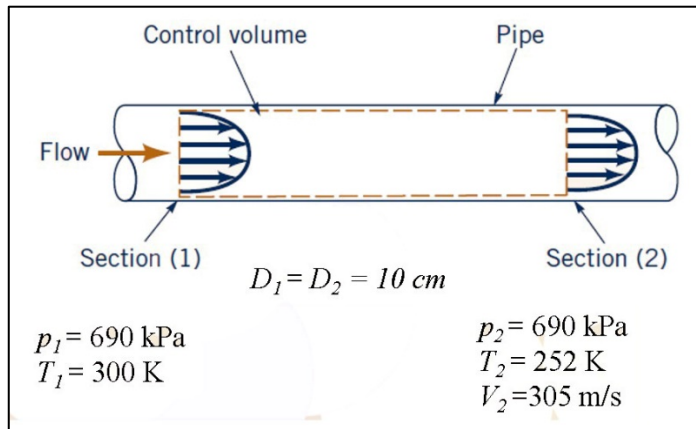 Control volume
Pipe
Flow
Section (1)
Section (2)
D₁ = D₂ = 10 cm
p₁ = 690 kPa
T₁ = 300 K
p₂ = 690 kPa
T₂ = 252 K
V₂ =305 m/s